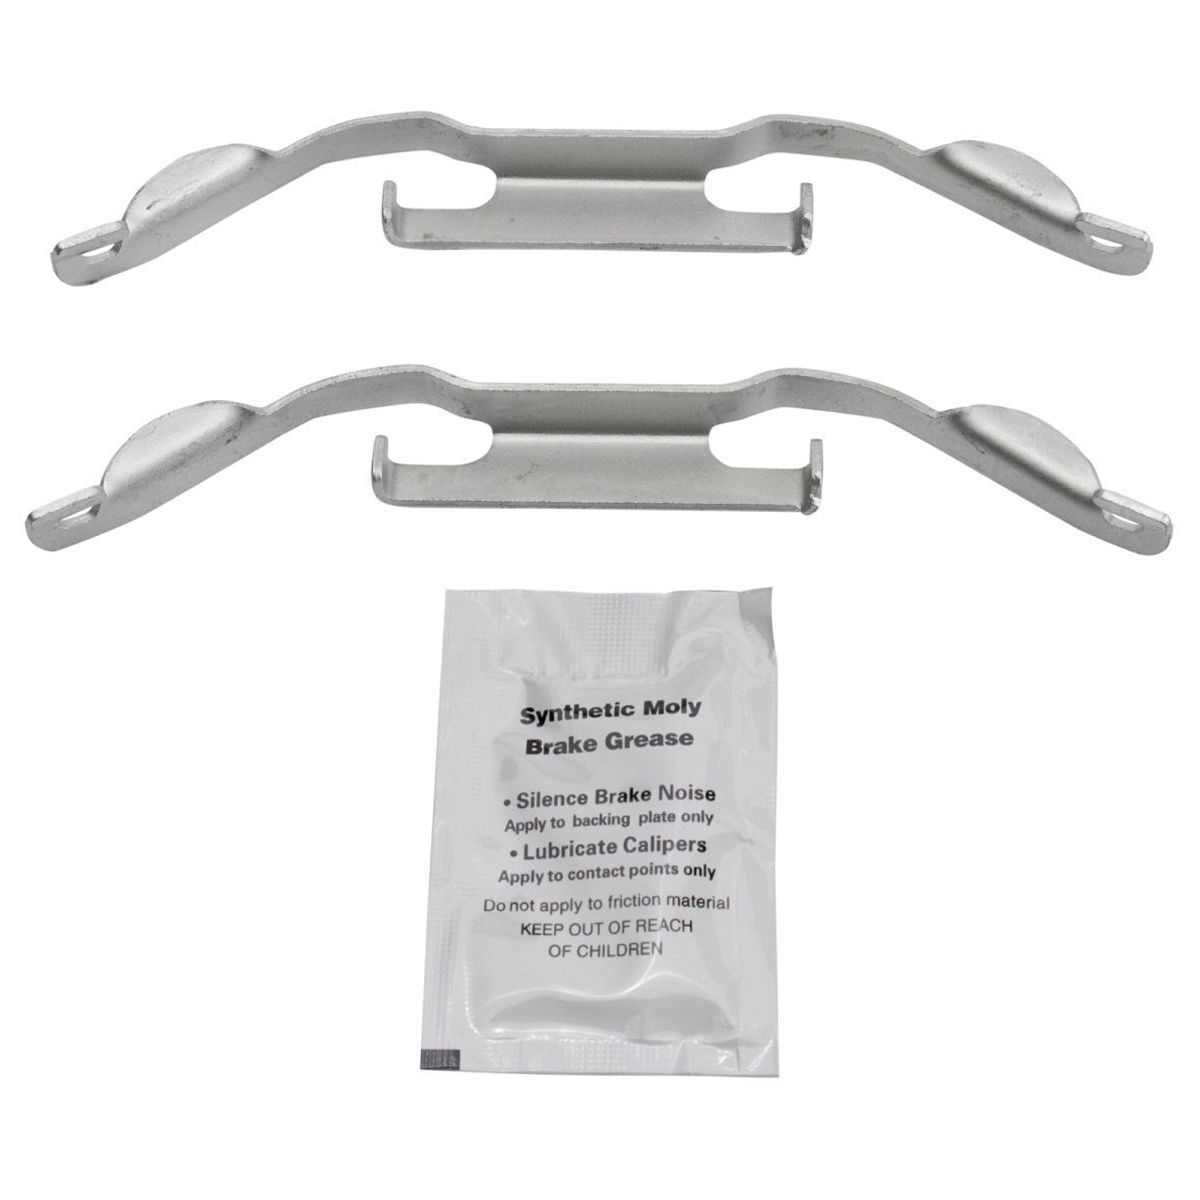 Synthetic Moly
Brake Grease
• Silence Brake Noise
Apply to backing plate only
• Lubricate Calipers
Apply to contact points only
Do not apply to friction material
KEEP OUT OF REACH
OF CHILDREN